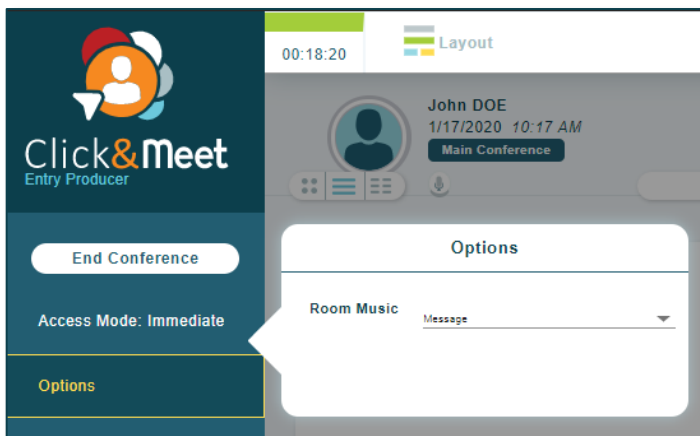 Click&Meet
Entry Producer
End Conference
Access Mode: Immediate
Options
00:18:20
Layout
John DOE
1/17/2020 10:17 AM
Main Conference
Options
Room Music
Message